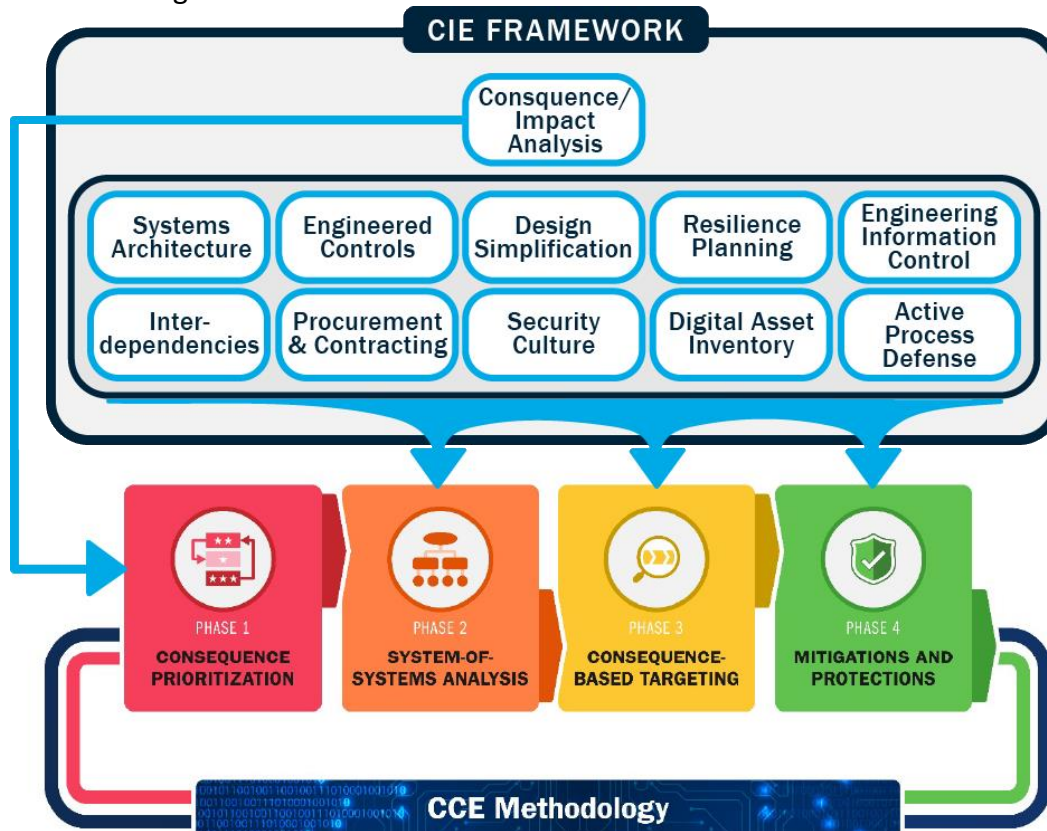 CIE FRAMEWORK
Consquence/
Impact
Analysis
Systems
Architecture
Engineered
Controls
Design
Simplification
Resilience
Planning
Engineering
Information
Control
Inter-
dependencies
Procurement
& Contracting
Security
Culture
Digital Asset
Inventory
Active
Process
Defense
PHASE 1
CONSEQUENCE
PRIORITIZATION
PHASE 2
SYSTEM-OF-
SYSTEMS ANALYSIS
PHASE 3
CONSEQUENCE-
BASED TARGETING
PHASE 4
MITIGATIONS AND
PROTECTIONS
CCE Methodology